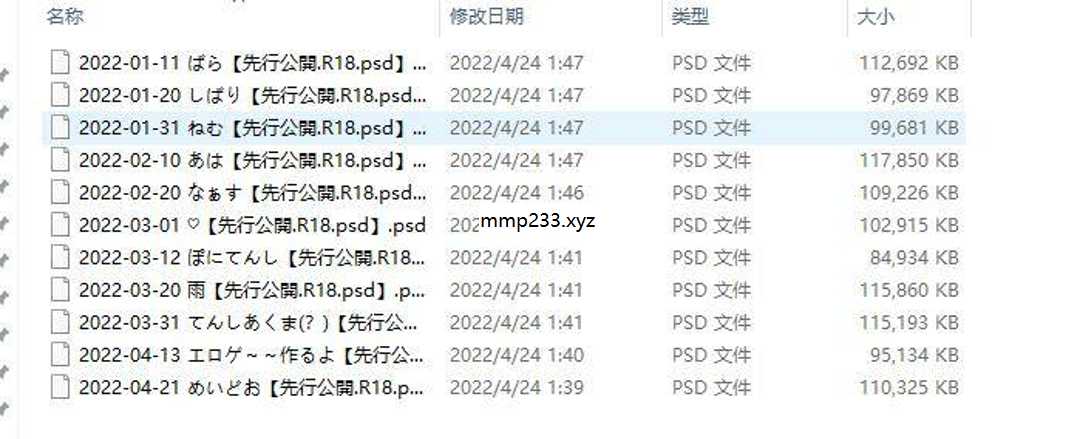 名称 修改日期 类型 大小
2022-01-11 ばら【先行公開.R18.psd】... 2022/4/24 1:47 PSD 文件 112,692 KB
2022-01-20 しばり【先行公開.R18.psd... 2022/4/24 1:47 PSD 文件 97,869 KB
2022-01-31 ねむ【先行公開.R18.psd】... 2022/4/24 1:47 PSD 文件 99,681 KB
2022-02-10 あは【先行公開.R18.psd】... 2022/4/24 1:47 PSD 文件 117,850 KB
2022-02-20 なぁす【先行公開.R18.psd... 2022/4/24 1:46 PSD 文件 109,226 KB
2022-03-01 ♡【先行公開.R18.psd】.psd 202 mmp233.xyz PSD 文件 102,915 KB
2022-03-12 ぽにてんし【先行公開.R18... 2022/4/24 1:41 PSD 文件 84,934 KB
2022-03-20 雨【先行公開.R18.psd】.p... 2022/4/24 1:41 PSD 文件 115,860 KB
2022-03-31 てんしあくま(? )【先行公... 2022/4/24 1:41 PSD 文件 115,193 KB
2022-04-13 エロゲ～～作るよ【先行公... 2022/4/24 1:40 PSD 文件 95,134 KB
2022-04-21 めいどお【先行公開.R18.p... 2022/4/24 1:39 PSD 文件 110,325 KB